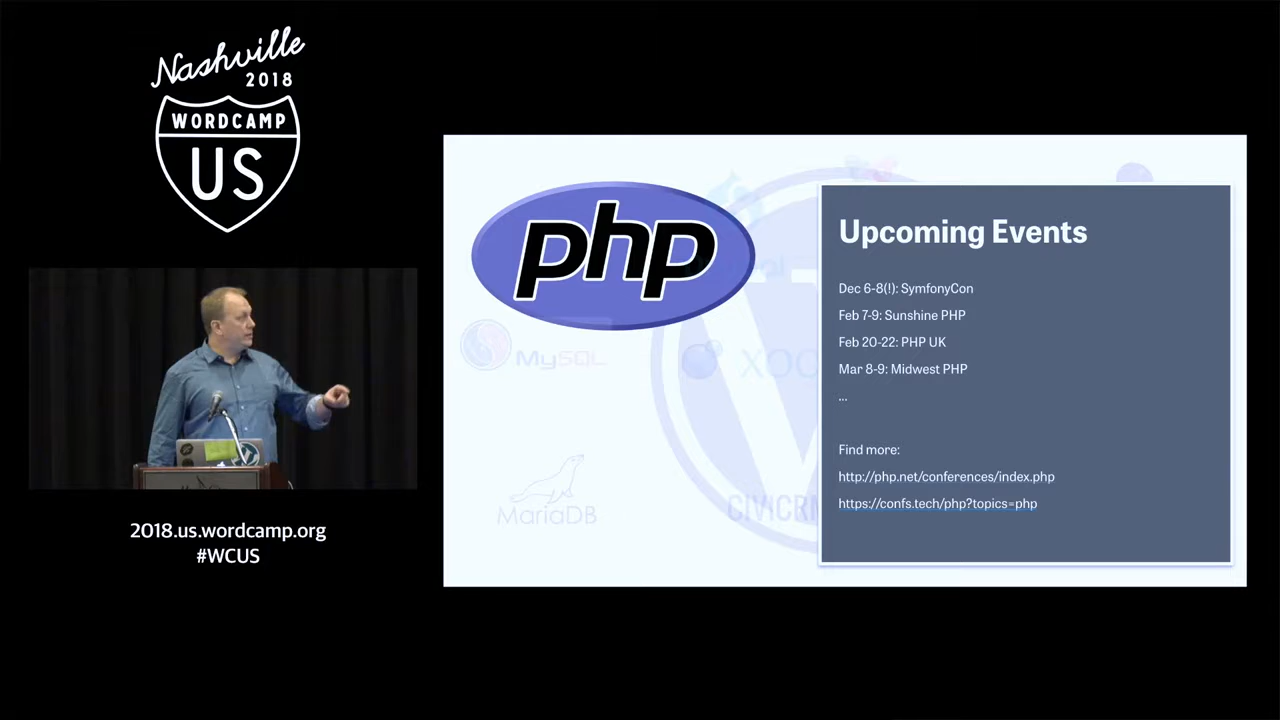 Nashville
2018
WORDCAMP
US
2018.us.wordcamp.org
#WCUS
php
MySQL
XOO
MariaDB
CIVICRM
Upcoming Events
Dec 6-8(!): SymfonyCon
Feb 7-9: Sunshine PHP
Feb 20-22: PHP UK
Mar 8-9: Midwest PHP
...
Find more:
http://php.net/conferences/index.php
https://confs.tech/php?topics=php